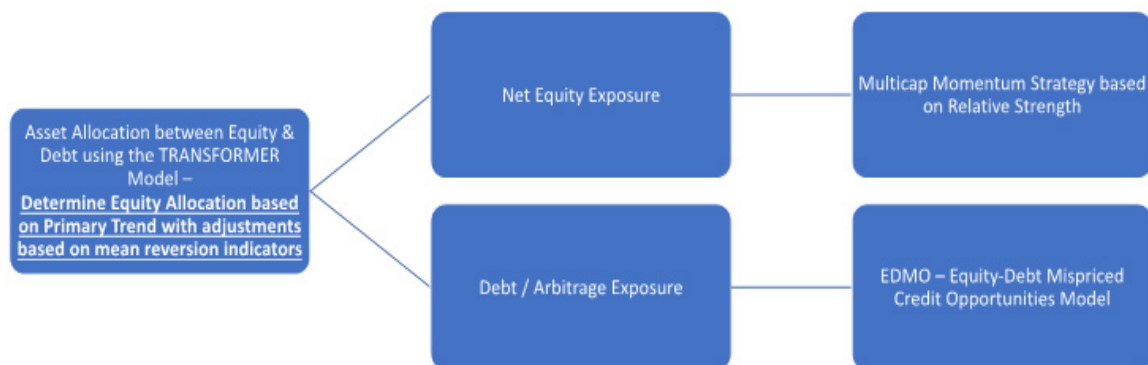 Asset Allocation between Equity &
Debt using the TRANSFORMER
Model –
Determine Equity Allocation based
on Primary Trend with adjustments
based on mean reversion indicators
Net Equity Exposure
Multicap Momentum Strategy based
on Relative Strength
Debt / Arbitrage Exposure
EDMO – Equity-Debt Mispriced
Credit Opportunities Model